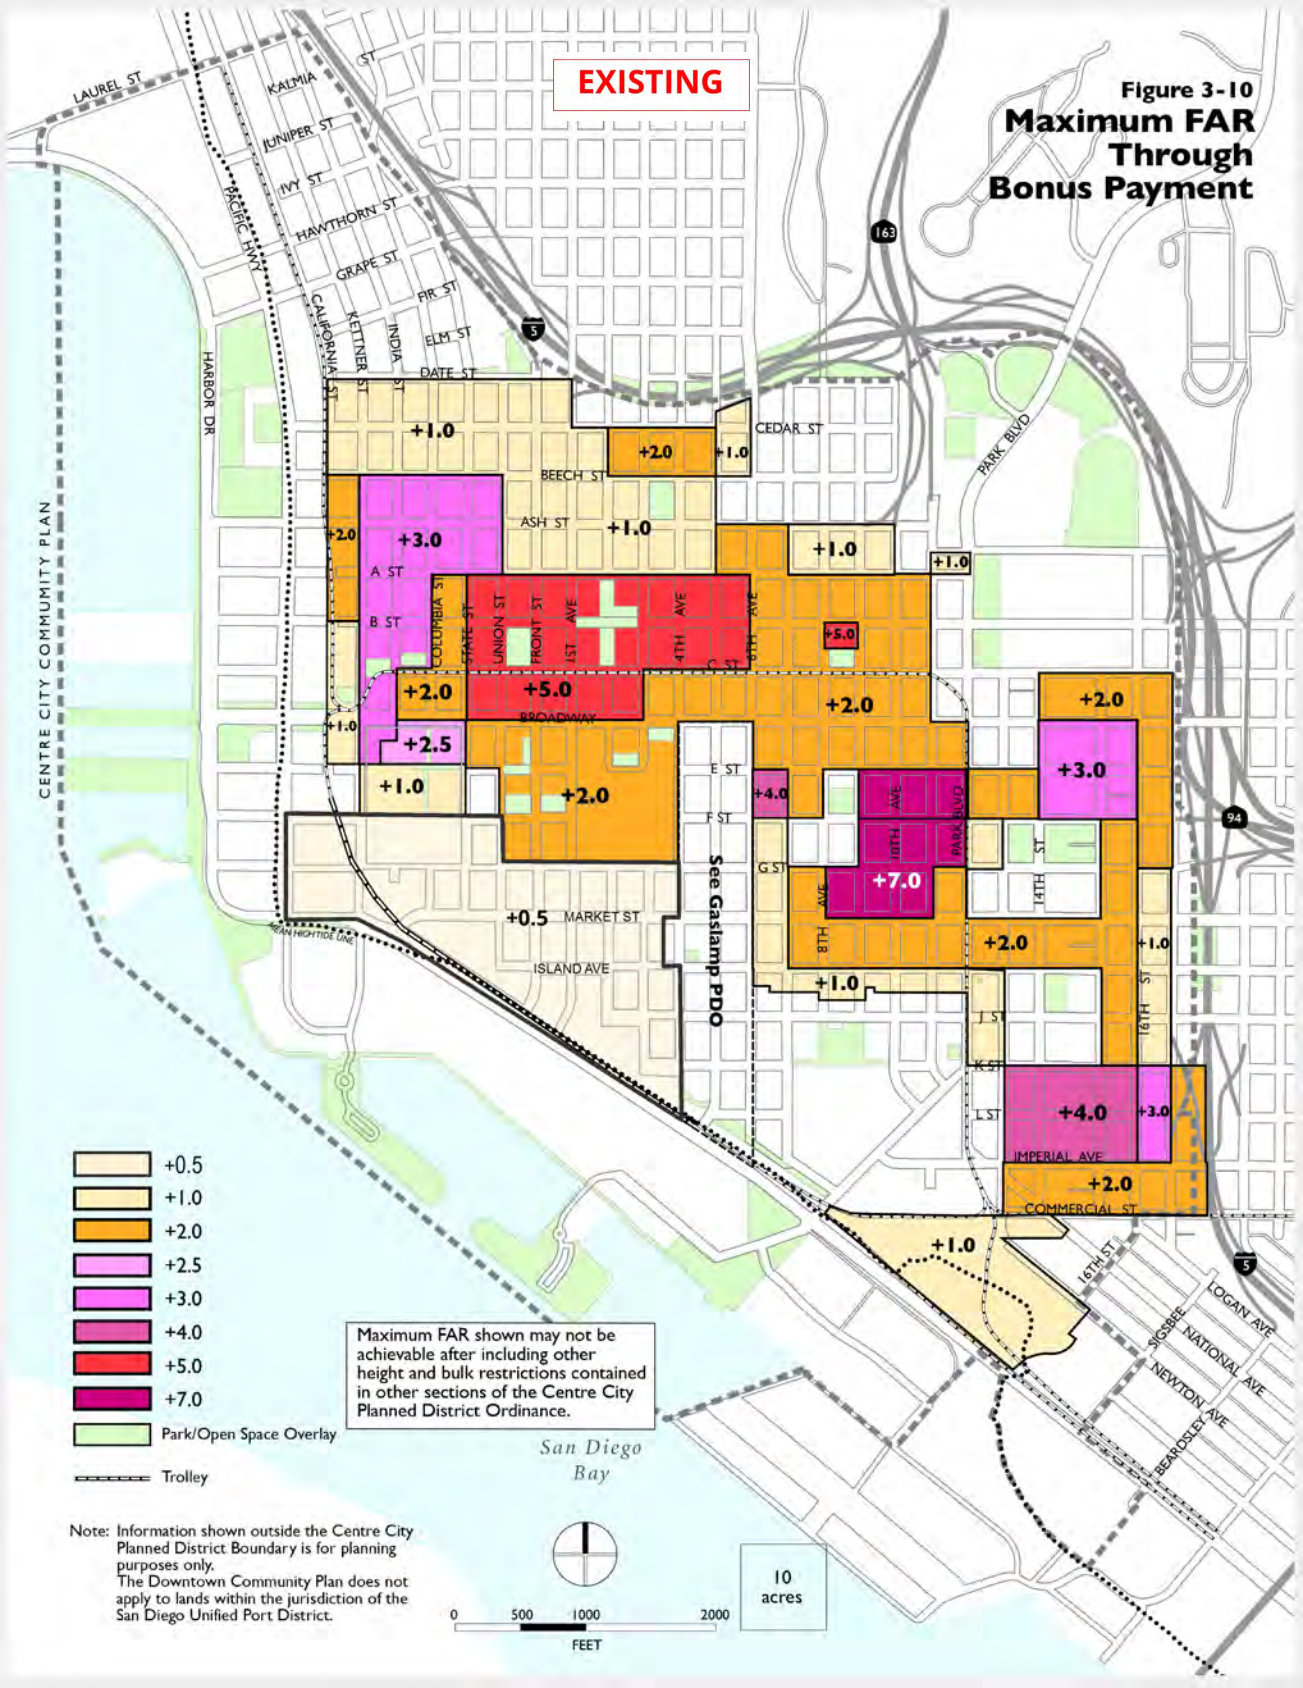 EXISTING
Figure 3-10
Maximum FAR
Through
Bonus Payment
LAUREL ST
KALMIA
ST
JUNIPER ST
IVY ST
HAWTHORN ST
GRAPE ST
FIR ST
ELM ST
DATE ST
PACIFIC HWY
CALIFORNIA ST
KETTNER ST
INDIA ST
HARBOR DR
CENTRE CITY COMMUNITY PLAN
5
163
PARK BLVD
CEDAR ST
+1.0
+2.0
+1.0
BEECH ST
ASH ST
+1.0
+2.0
+3.0
+1.0
+1.0
A ST
B ST
COLUMBIA ST
STATE ST
UNION ST
FRONT ST
1ST AVE
4TH AVE
6TH AVE
+5.0
C ST
+2.0
+5.0
+2.0
+2.0
BROADWAY
+1.0
+2.5
+3.0
E ST
+1.0
+2.0
+4.0
10TH AVE
PARK BLVD
F ST
94
14TH ST
G ST
+7.0
8TH AVE
See Gaslamp PDO
+0.5
MARKET ST
+2.0
+1.0
MEAN HIGH TIDE LINE
ISLAND AVE
+1.0
16TH ST
J ST
K ST
L ST
+4.0
+3.0
IMPERIAL AVE
+2.0
COMMERCIAL ST
+1.0
16TH ST
5
LOGAN AVE
SIGSBEE
NATIONAL AVE
NEWTON AVE
BEARDSLEY
+0.5
+1.0
+2.0
+2.5
+3.0
+4.0
+5.0
+7.0
Park/Open Space Overlay
Trolley
Maximum FAR shown may not be
achievable after including other
height and bulk restrictions contained
in other sections of the Centre City
Planned District Ordinance.
San Diego
Bay
Note: Information shown outside the Centre City
Planned District Boundary is for planning
purposes only.
The Downtown Community Plan does not
apply to lands within the jurisdiction of the
San Diego Unified Port District.
0 500 1000 2000
FEET
10
acres